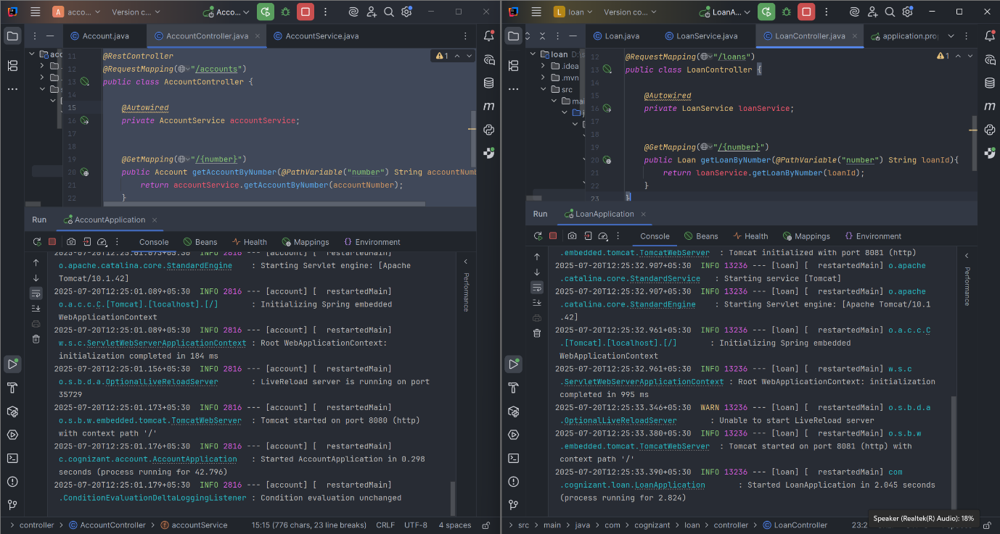 A acco... Version c... Acco...
Account.java AccountController.java AccountService.java
acc
11 @RestController
12 @RequestMapping("/accounts")
13 public class AccountController {
14
15 @Autowired
16 private AccountService accountService;
17
18
19 @GetMapping("/{number}")
20 public Account getAccountByNumber(@PathVariable("number") String accountNumb
21 return accountService.getAccountByNumber(accountNumber);
22 }
1
Run AccountApplication
Console Beans Health Mappings Environment
2025-07-20T12:25:01.073+05:30 INFO 2816 --- [account] [ restartedMain]
o.apache.catalina.core.StandardEngine : Starting Servlet engine: [Apache
Tomcat/10.1.42]
2025-07-20T12:25:01.089+05:30 INFO 2816 --- [account] [ restartedMain]
o.a.c.c.C.[Tomcat].[localhost].[/] : Initializing Spring embedded
WebApplicationContext
2025-07-20T12:25:01.089+05:30 INFO 2816 --- [account] [ restartedMain]
w.s.c.ServletWebServerApplicationContext : Root WebApplicationContext:
initialization completed in 184 ms
2025-07-20T12:25:01.156+05:30 INFO 2816 --- [account] [ restartedMain]
o.s.b.d.a.OptionalLiveReloadServer : LiveReload server is running on port
35729
2025-07-20T12:25:01.173+05:30 INFO 2816 --- [account] [ restartedMain]
o.s.b.w.embedded.tomcat.TomcatWebServer : Tomcat started on port 8080 (http)
with context path '/'
2025-07-20T12:25:01.176+05:30 INFO 2816 --- [account] [ restartedMain]
c.cognizant.account.AccountApplication : Started AccountApplication in 0.298
seconds (process running for 42.796)
2025-07-20T12:25:01.179+05:30 INFO 2816 --- [account] [ restartedMain]
.ConditionEvaluationDeltaLoggingListener : Condition evaluation unchanged
Performance
controller > AccountController > accountService 15:15 (776 chars, 23 line breaks) CRLF UTF-8 4 spaces
L loan Version co... LoanA...
Loan.java LoanService.java LoanController.java application.pro
loan D:\s
.idea
.mvn
src
mai
j
12 @RequestMapping("/loans")
13 public class LoanController {
14
15 @Autowired
16 private LoanService loanService;
17
18
19 @GetMapping("/{number}")
20 public Loan getLoanByNumber(@PathVariable("number") String loanId){
21 return loanService.getLoanByNumber(loanId);
22 }
23 }
1
Run LoanApplication
Console Beans Health Mappings Environment
.embedded.tomcat.TomcatWebServer : Tomcat initialized with port 8081 (http)
2025-07-20T12:25:32.907+05:30 INFO 13236 --- [loan] [ restartedMain] o.apache
.catalina.core.StandardService : Starting service [Tomcat]
2025-07-20T12:25:32.907+05:30 INFO 13236 --- [loan] [ restartedMain] o.apache
.catalina.core.StandardEngine : Starting Servlet engine: [Apache Tomcat/10.1
.42]
2025-07-20T12:25:32.961+05:30 INFO 13236 --- [loan] [ restartedMain] o.a.c.c.C
.[Tomcat].[localhost].[/] : Initializing Spring embedded
WebApplicationContext
2025-07-20T12:25:32.961+05:30 INFO 13236 --- [loan] [ restartedMain] w.s.c
.ServletWebServerApplicationContext : Root WebApplicationContext: initialization
completed in 995 ms
2025-07-20T12:25:33.346+05:30 WARN 13236 --- [loan] [ restartedMain] o.s.b.d.a
.OptionalLiveReloadServer : Unable to start LiveReload server
2025-07-20T12:25:33.380+05:30 INFO 13236 --- [loan] [ restartedMain] o.s.b.w
.embedded.tomcat.TomcatWebServer : Tomcat started on port 8081 (http) with
context path '/'
2025-07-20T12:25:33.390+05:30 INFO 13236 --- [loan] [ restartedMain] com
.cognizant.loan.LoanApplication : Started LoanApplication in 2.045 seconds
(process running for 2.824)
Performance
src > main > java > com > cognizant > loan > controller > LoanController 23:2
Speaker (Realtek(R) Audio): 18%